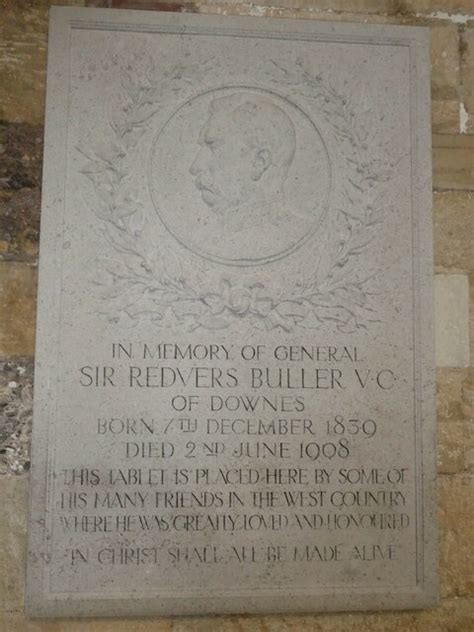 IN MEMORY OF GENERAL
SIR REDVERS BULLER V·C·
OF DOWNES
BORN 7TH DECEMBER 1839
DIED 2ND JUNE 1908
THIS TABLET IS PLACED HERE BY SOME OF
HIS MANY FRIENDS IN THE WEST COUNTRY
WHERE HE WAS GREATLY LOVED AND HONOURED
"IN CHRIST SHALL ALL BE MADE ALIVE"